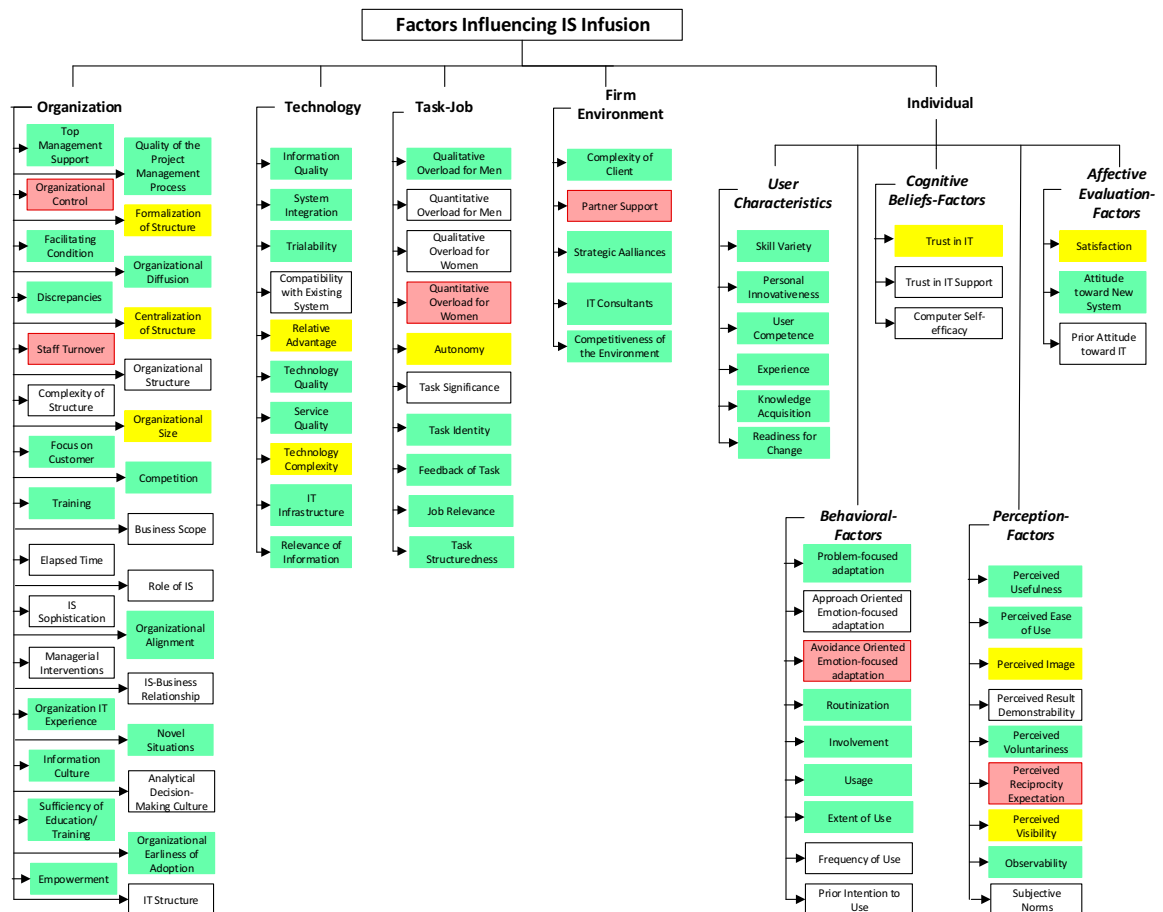 Factors Influencing IS Infusion
Organization
Top
Management
Support
Quality of the
Project
Management
Process
Organizational
Control
Formalization
of Structure
Facilitating
Condition
Organizational
Diffusion
Discrepancies
Centralization
of Structure
Staff Turnover
Organizational
Structure
Complexity of
Structure
Organizational
Size
Focus on
Customer
Competition
Training
Business Scope
Elapsed Time
Role of IS
IS
Sophistication
Organizational
Alignment
Managerial
Interventions
IS-Business
Relationship
Organization IT
Experience
Novel
Situations
Information
Culture
Analytical
Decision-
Making Culture
Sufficiency of
Education/
Training
Organizational
Earliness of
Adoption
Empowerment
IT Structure
Technology
Information
Quality
System
Integration
Trialability
Compatibility
with Existing
System
Relative
Advantage
Technology
Quality
Service
Quality
Technology
Complexity
IT
Infrastructure
Relevance of
Information
Task-Job
Qualitative
Overload for Men
Quantitative
Overload for Men
Qualitative
Overload for
Women
Quantitative
Overload for
Women
Autonomy
Task Significance
Task Identity
Feedback of Task
Job Relevance
Task
Structuredness
Firm
Environment
Complexity of
Client
Partner Support
Strategic Aalliances
IT Consultants
Competitiveness of
the Environment
Individual
User
Characteristics
Skill Variety
Personal
Innovativeness
User
Competence
Experience
Knowledge
Acquisition
Readiness for
Change
Cognitive
Beliefs-Factors
Trust in IT
Trust in IT Support
Computer Self-
efficacy
Affective
Evaluation-
Factors
Satisfaction
Attitude
toward New
System
Prior Attitude
toward IT
Behavioral-
Factors
Problem-focused
adaptation
Approach Oriented
Emotion-focused
adaptation
Avoidance Oriented
Emotion-focused
adaptation
Routinization
Involvement
Usage
Extent of Use
Frequency of Use
Prior Intention to
Use
Perception-
Factors
Perceived
Usefulness
Perceived Ease
of Use
Perceived Image
Perceived Result
Demonstrability
Perceived
Voluntariness
Perceived
Reciprocity
Expectation
Perceived
Visibility
Observability
Subjective
Norms